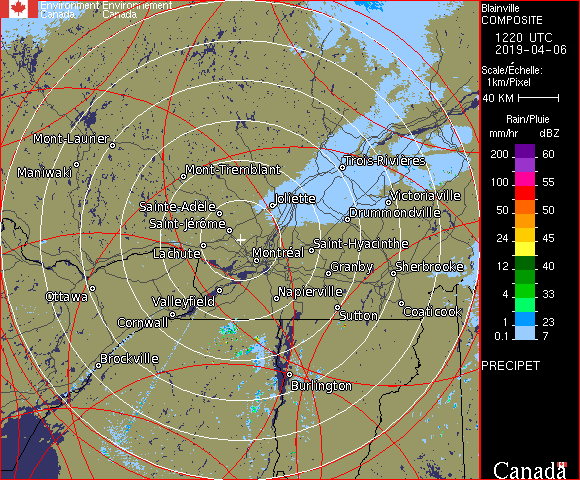 Environment Environnement
Canada Canada
Mont-Laurier
Maniwaki
Mont-Tremblant
Trois-Rivières
Sainte-Adèle
Joliette
Victoriaville
Saint-Jérôme
Drummondville
Lachute
Montréal
Saint-Hyacinthe
Granby
Sherbrooke
Ottawa
Valleyfield
Napierville
Cornwall
Sutton
Coaticook
Brockville
Burlington
Blainville
COMPOSITE
1220 UTC
2019-04-06
Scale/Échelle:
1km/Pixel
40 KM
Rain/Pluie
mm/hr dBZ
200 60
100 55
50 50
24 45
12 40
4 33
1 23
0.1 7
PRECIPET
Canada